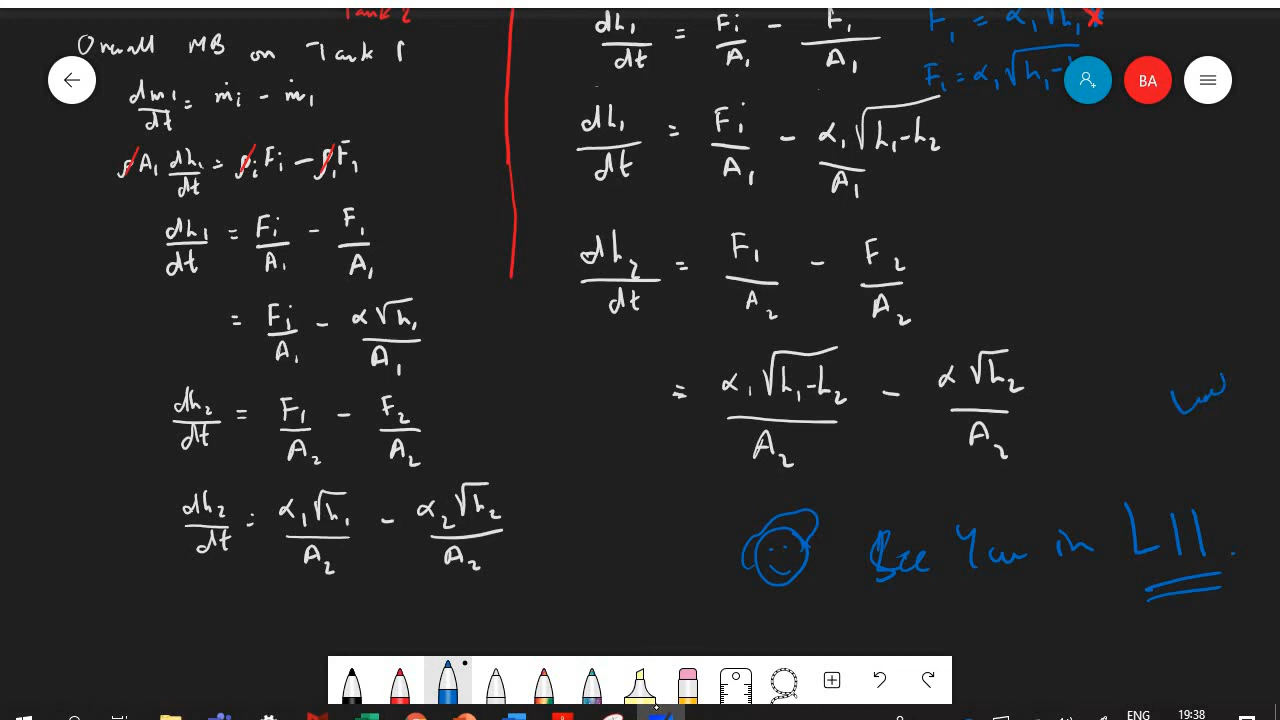 Tank 2
Overall MB on Tank 1
dm₁/dt = ṁi - ṁ₁
ρA₁ dh₁/dt = ρiFi - ρ₁F₁
dh₁/dt = Fi/A₁ - F₁/A₁
= Fi/A₁ - α√h₁/A₁
dh₂/dt = F₁/A₂ - F₂/A₂
dh₂/dt = α₁√h₁/A₂ - α₂√h₂/A₂
dh₁/dt = Fi/A₁ - F₁/A₁
F₁ = α₁√h₁ ×
F₁ = α₁√h₁-
BA
dh₁/dt = Fi/A₁ - α₁√h₁-h₂/A₁
dh₂/dt = F₁/A₂ - F₂/A₂
= α₁√h₁-h₂/A₂ - α√h₂/A₂
See You in L11.
ENG
19:38